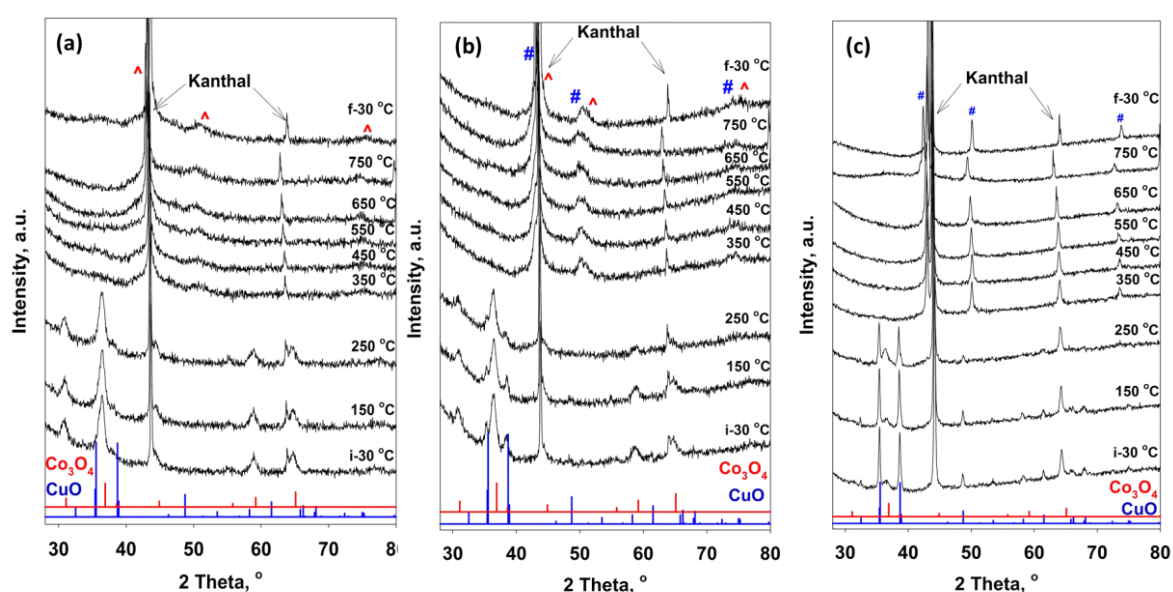 (a)
^
Kanthal
f-30 °C
^
^
750 °C
650 °C
550 °C
450 °C
350 °C
250 °C
150 °C
i-30 °C
Co3O4
CuO
Intensity, a.u.
30 40 50 60 70 80
2 Theta, °
(b)
Kanthal
#
^
f-30 °C
#
^
#
^
750 °C
650 °C
550 °C
450 °C
350 °C
250 °C
150 °C
i-30 °C
Co3O4
CuO
Intensity, a.u.
30 40 50 60 70 80
2 Theta, °
(c)
Kanthal
f-30 °C
#
#
#
750 °C
650 °C
550 °C
450 °C
350 °C
250 °C
150 °C
i-30 °C
Co3O4
CuO
Intensity, a.u.
30 40 50 60 70 80
2 Theta, °